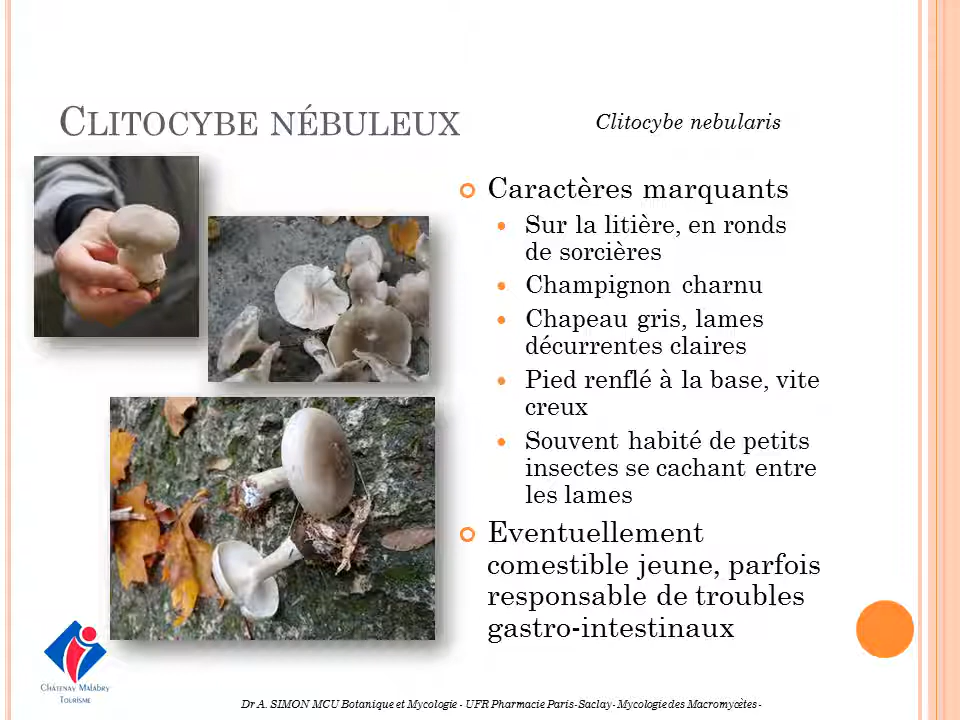 CLITOCYBE NÉBULEUX
Clitocybe nebularis
Caractères marquants
Sur la litière, en ronds
de sorcières
Champignon charnu
Chapeau gris, lames
décurrentes claires
Pied renflé à la base, vite
creux
Souvent habité de petits
insectes se cachant entre
les lames
Eventuellement
comestible jeune, parfois
responsable de troubles
gastro-intestinaux
CHÂTENAY MALABRY
TOURISME
Dr A. SIMON MCU Botanique et Mycologie - UFR Pharmacie Paris-Saclay- Mycologie des Macromycètes -